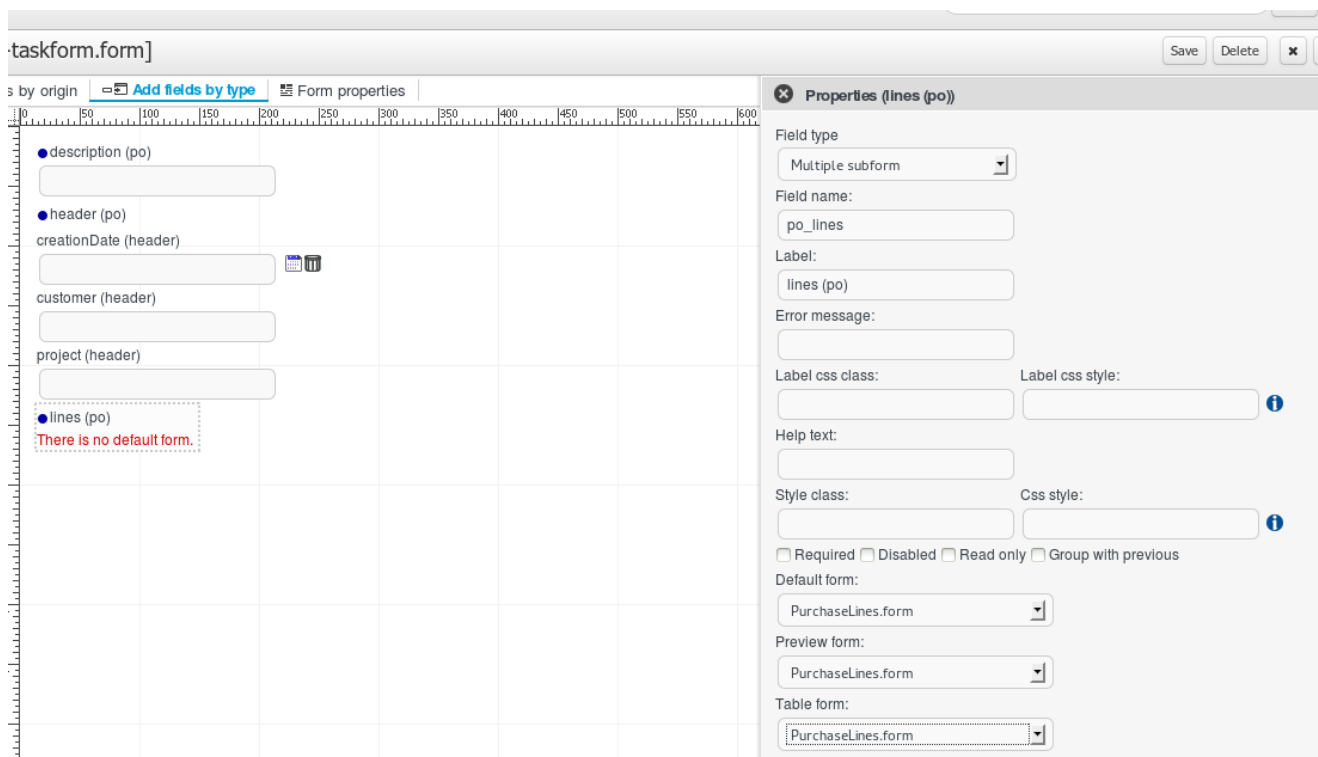 -taskform.form]
Save
Delete
s by origin
Add fields by type
Form properties
Properties (lines (po))
0
50
100
150
200
250
300
350
400
450
500
550
600
description (po)
header (po)
creationDate (header)
customer (header)
project (header)
lines (po)
There is no default form.
Field type
Multiple subform
Field name:
po_lines
Label:
lines (po)
Error message:
Label css class:
Label css style:
Help text:
Style class:
Css style:
Required
Disabled
Read only
Group with previous
Default form:
PurchaseLines.form
Preview form:
PurchaseLines.form
Table form:
PurchaseLines.form